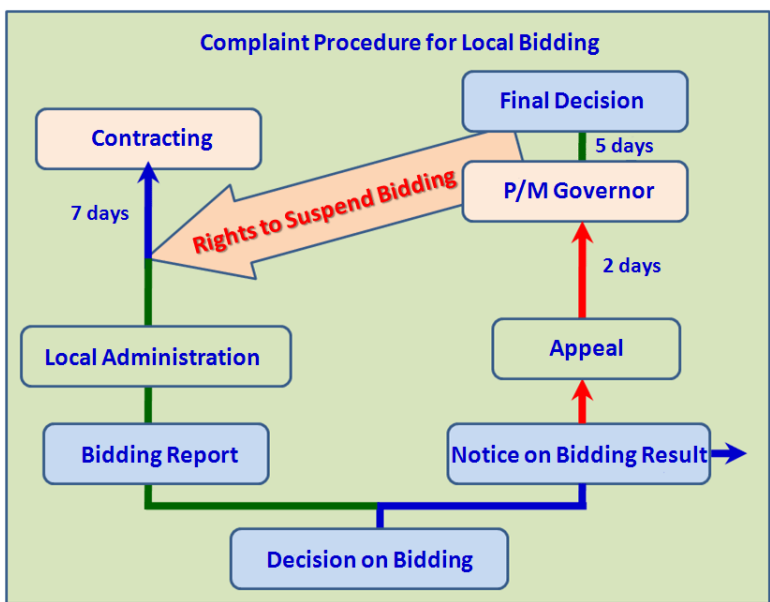 Complaint Procedure for Local Bidding
Final Decision
Contracting
5 days
P/M Governor
Rights to Suspend Bidding
7 days
2 days
Local Administration
Appeal
Bidding Report
Notice on Bidding Result
Decision on Bidding